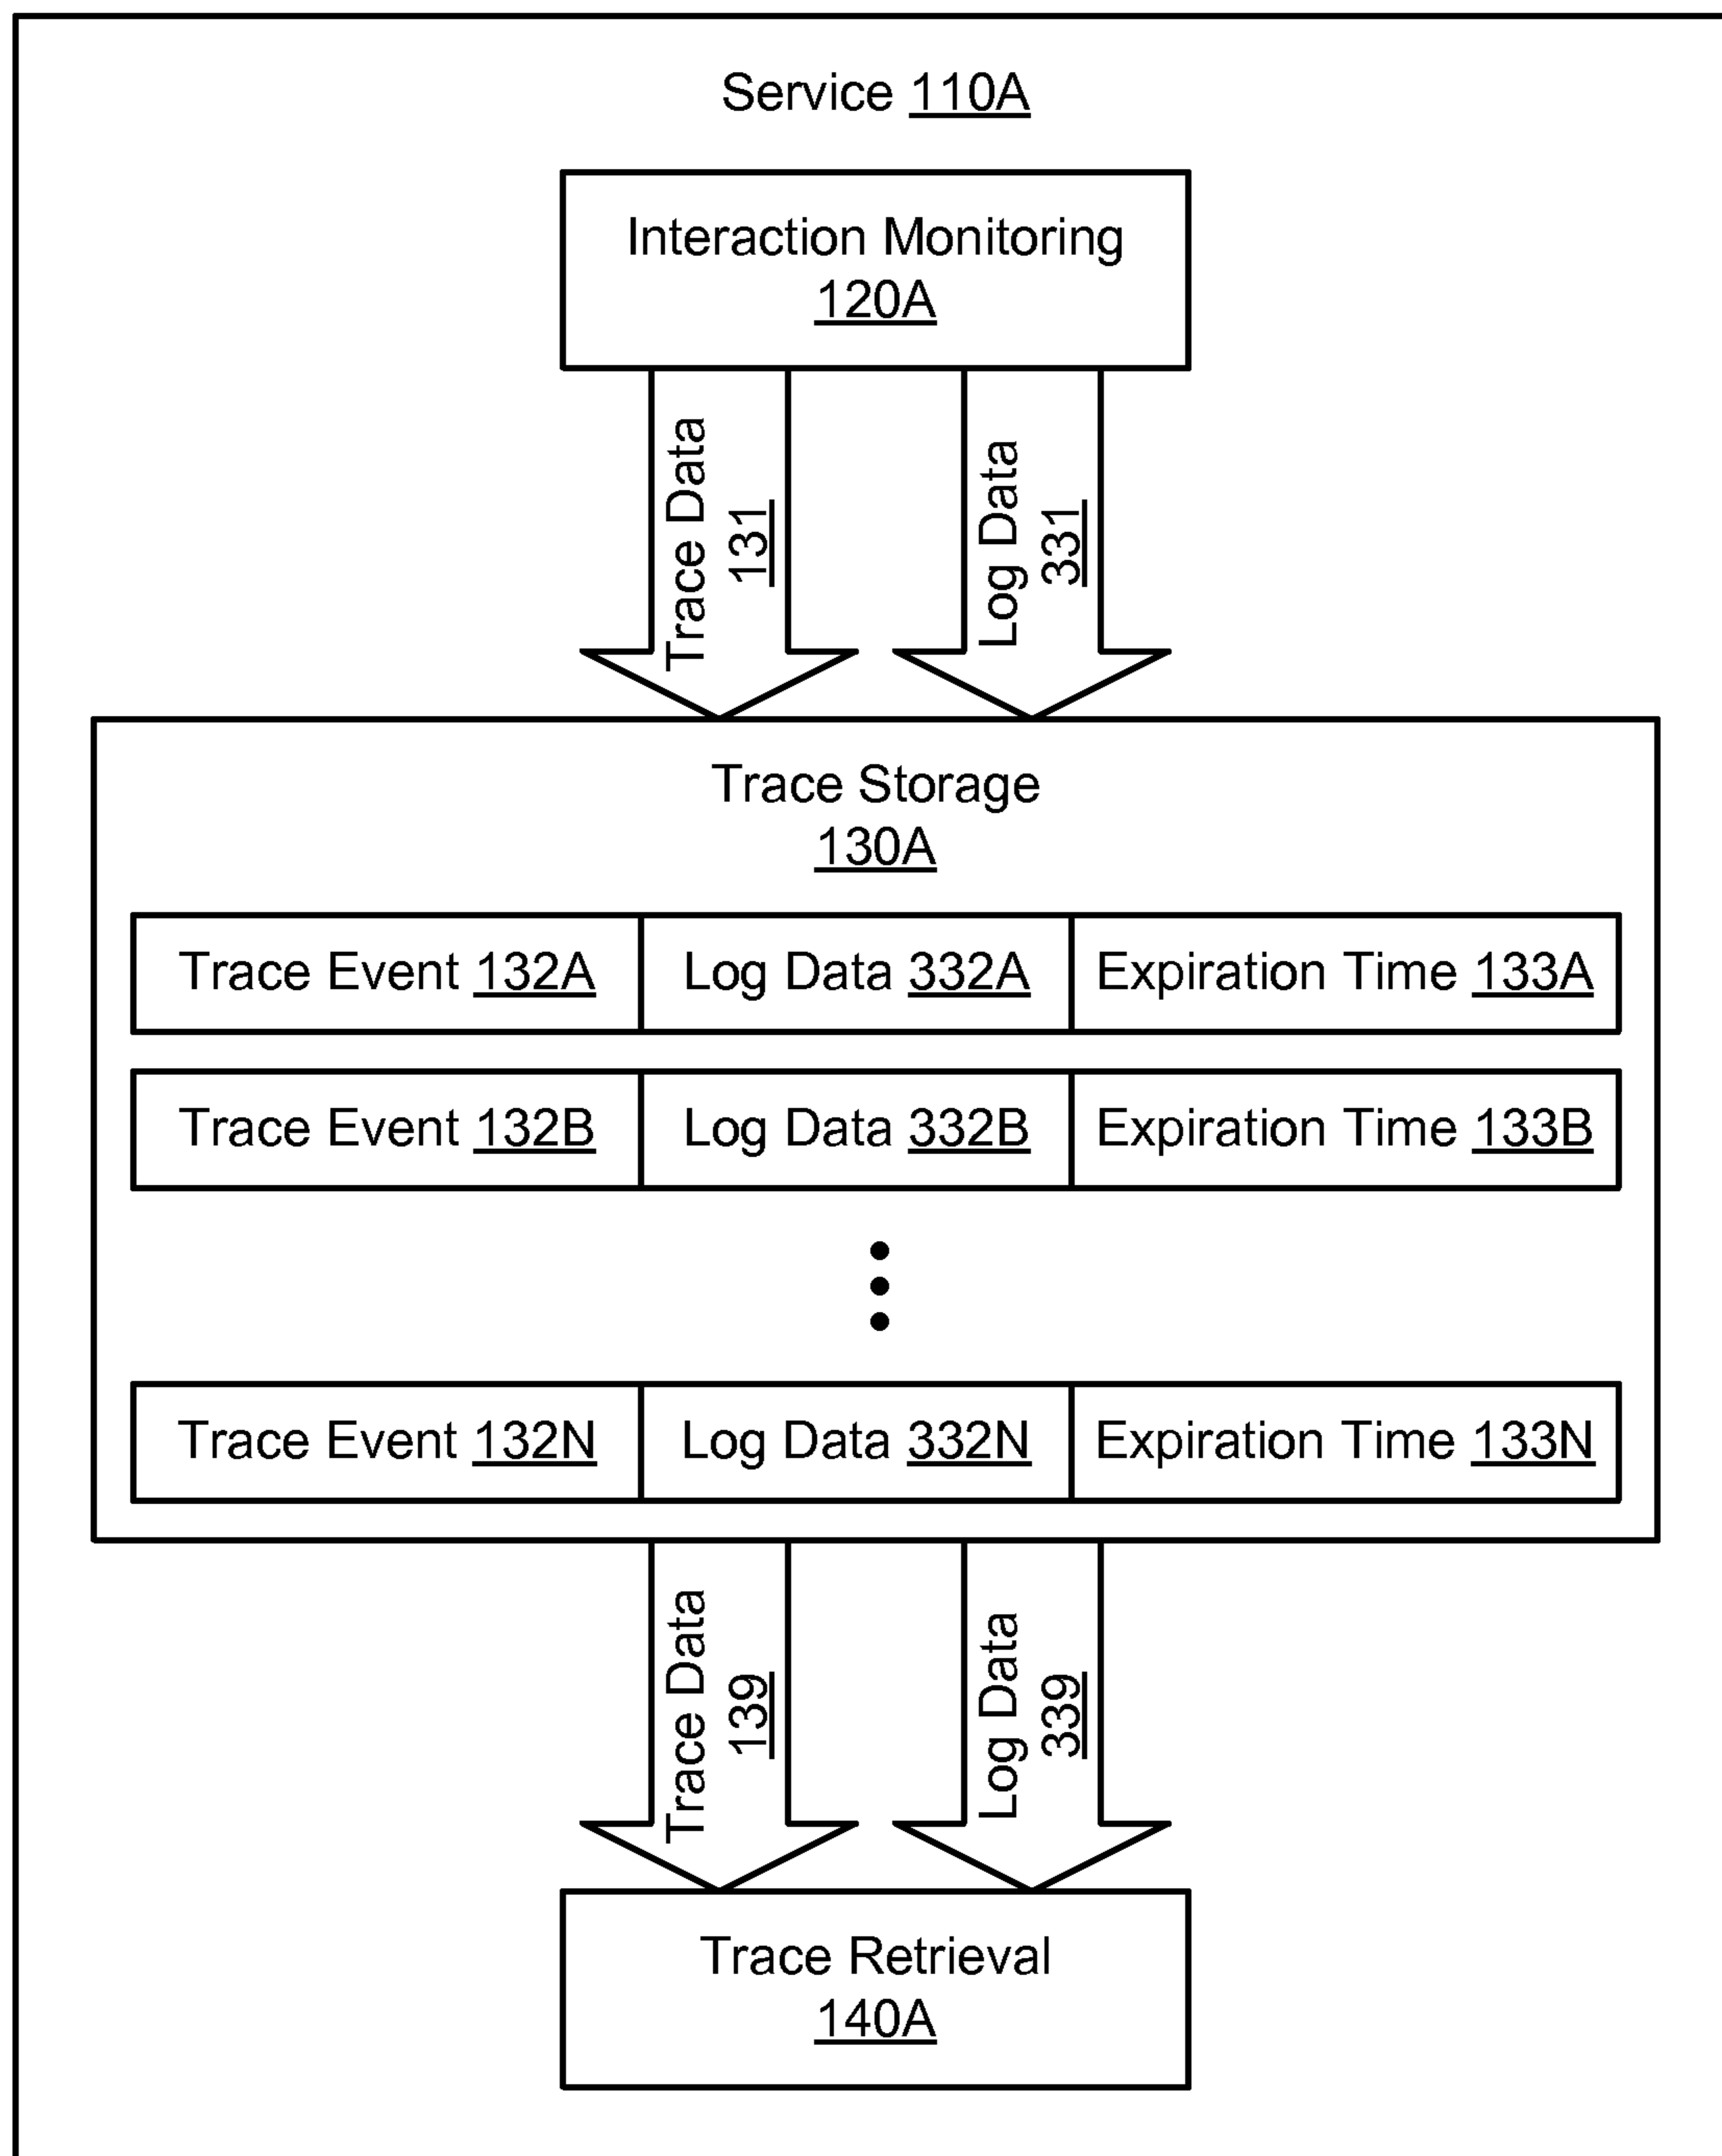 Service 110A
Interaction Monitoring
120A
Trace Data
131
Log Data
331
Trace Storage
130A
Trace Event 132A Log Data 332A Expiration Time 133A
Trace Event 132B Log Data 332B Expiration Time 133B
Trace Event 132N Log Data 332N Expiration Time 133N
Trace Data
139
Log Data
339
Trace Retrieval
140A